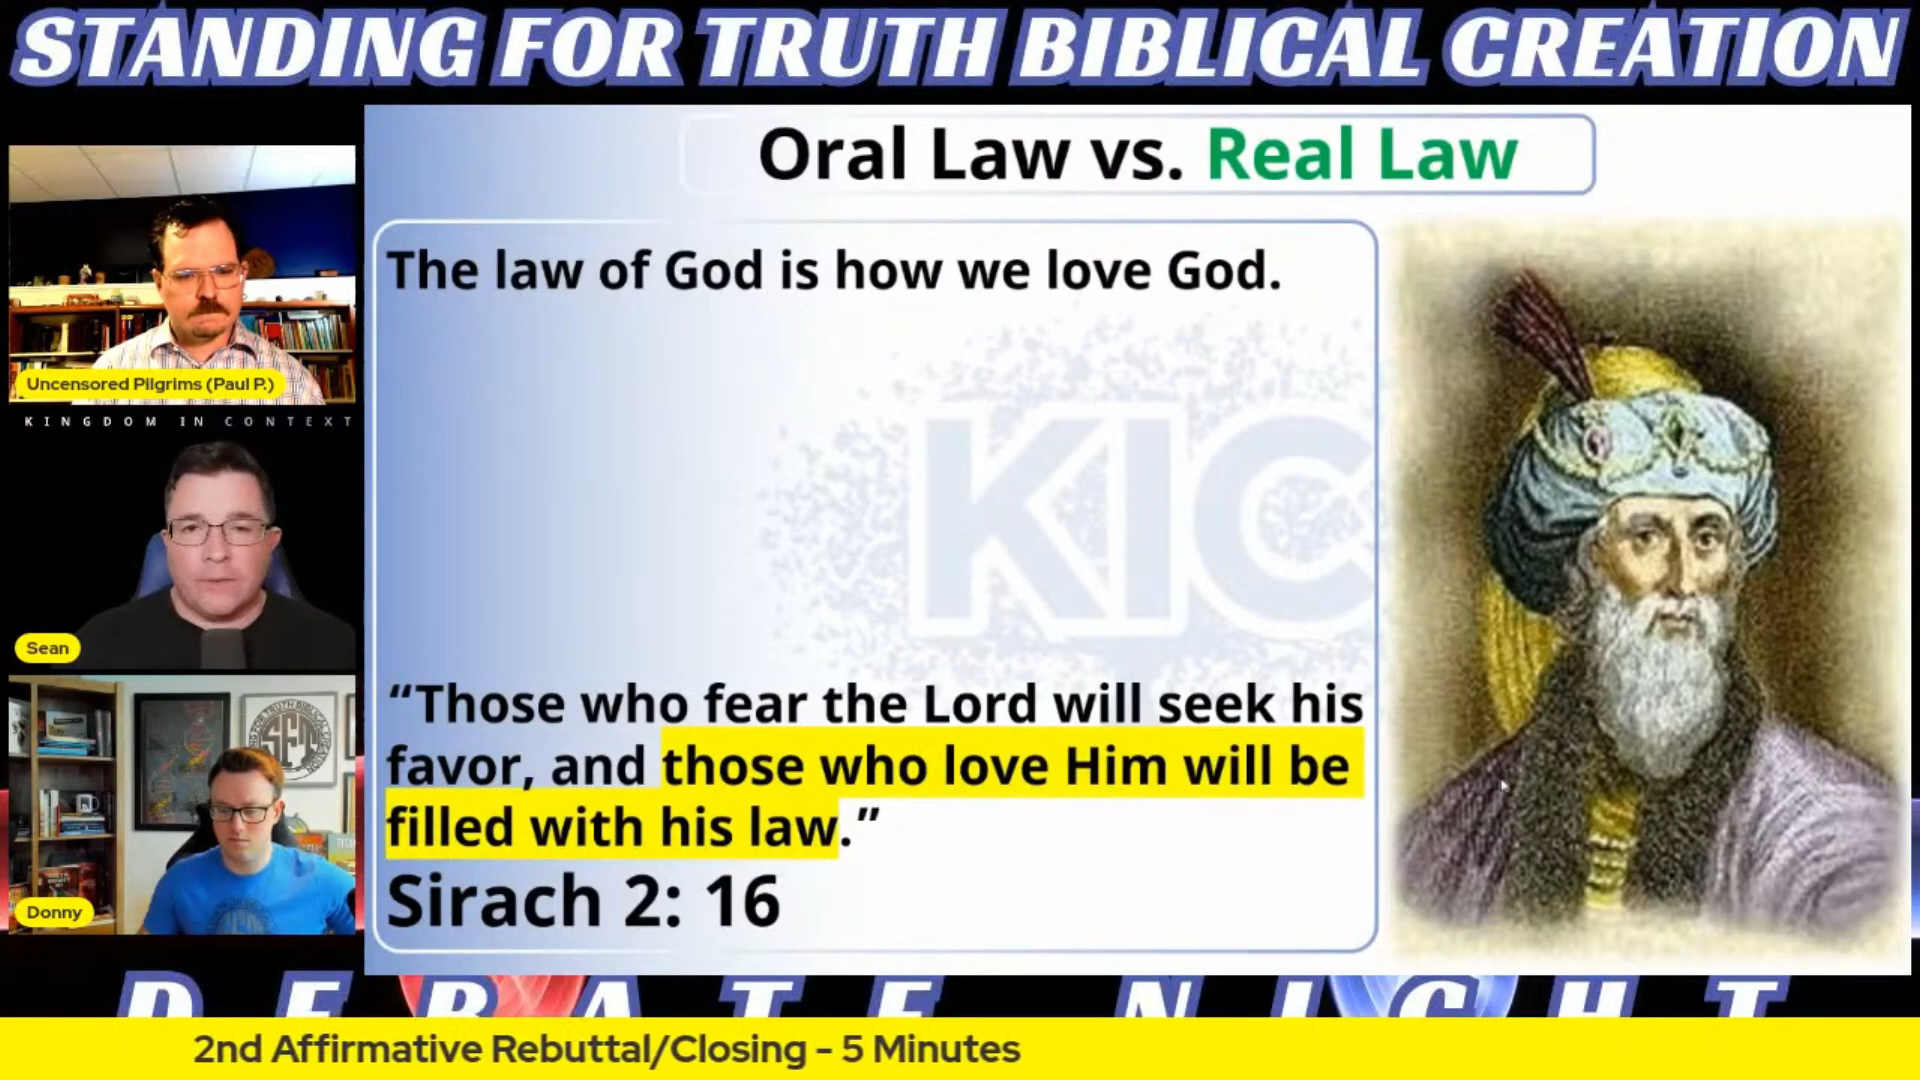 STANDING FOR TRUTH BIBLICAL CREATION
Oral Law vs. Real Law
The law of God is how we love God.
KIC
“Those who fear the Lord will seek his
favor, and those who love Him will be
filled with his law.”
Sirach 2: 16
Uncensored Pilgrims (Paul P.)
KINGDOM IN CONTEXT
Sean
SFT
Donny
DEBATE NIGHT
2nd Affirmative Rebuttal/Closing - 5 Minutes